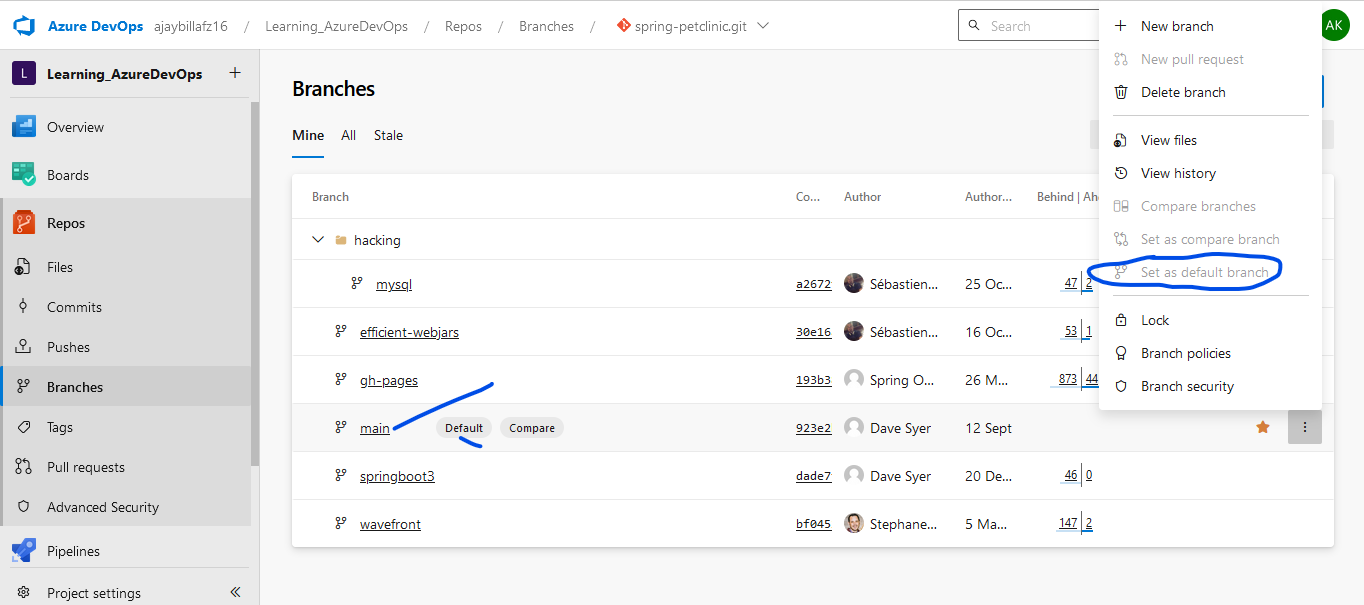 Azure DevOps ajaybillafz16 / Learning_AzureDevOps / Repos / Branches / spring-petclinic.git Search AK
L Learning_AzureDevOps +
Overview
Boards
Repos
Files
Commits
Pushes
Branches
Tags
Pull requests
Advanced Security
Pipelines
Project settings
Branches
Mine All Stale
Branch Co... Author Author... Behind | Ah
hacking
mysql a2672 Sébastien... 25 Oc... 47 2
efficient-webjars 30e16 Sébastien... 16 Oc... 53 1
gh-pages 193b3 Spring O... 26 M... 873 44
main Default Compare 923e2 Dave Syer 12 Sept
springboot3 dade7 Dave Syer 20 De... 46 0
wavefront bf045 Stephane... 5 Ma... 147 2
New branch
New pull request
Delete branch
View files
View history
Compare branches
Set as compare branch
Set as default branch
Lock
Branch policies
Branch security